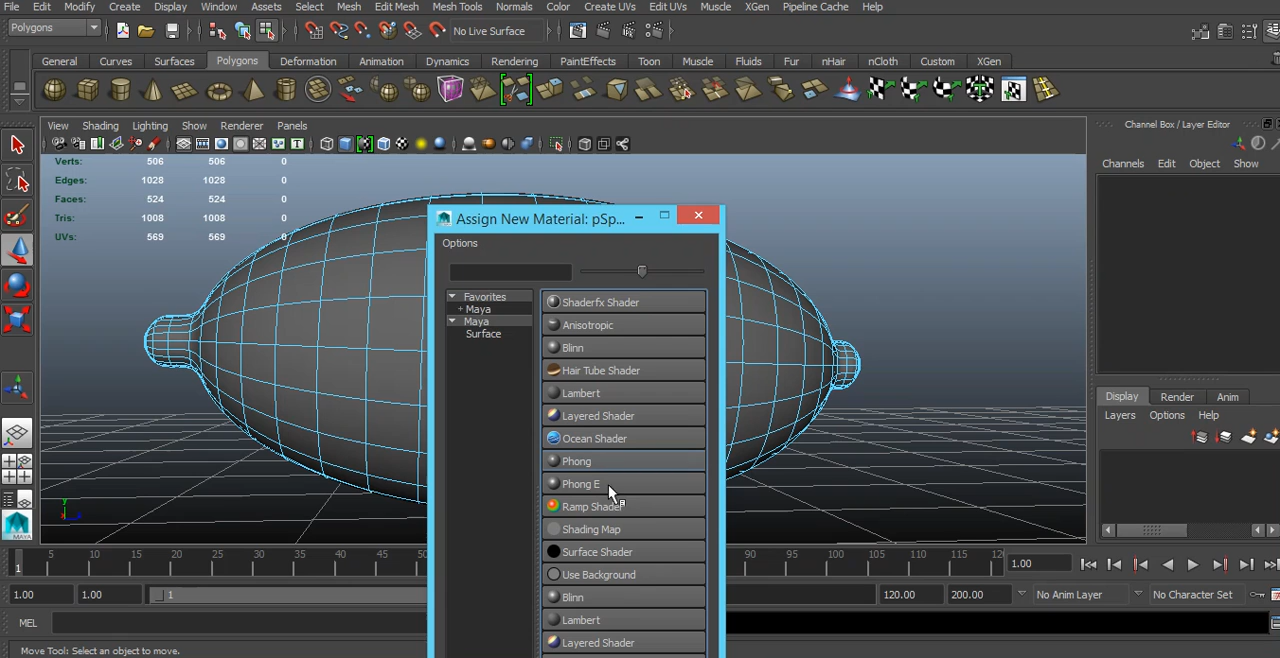 File Edit Modify Create Display Window Assets Select Mesh Edit Mesh Mesh Tools Normals Color Create UVs Edit UVs Muscle XGen Pipeline Cache Help
Polygons No Live Surface
General Curves Surfaces Polygons Deformation Animation Dynamics Rendering PaintEffects Toon Muscle Fluids Fur nHair nCloth Custom XGen
View Shading Lighting Show Renderer Panels
Channel Box / Layer Editor
Channels Edit Object Show
Verts: 506 506 0
Edges: 1028 1028 0
Faces: 524 524 0
Tris: 1008 1008 0
UVs: 569 569 0
Assign New Material: pSp...
Options
Favorites
+ Maya
Maya
Surface
Shaderfx Shader
Anisotropic
Blinn
Hair Tube Shader
Lambert
Layered Shader
Ocean Shader
Phong
Phong E
Ramp Shader
Shading Map
Surface Shader
Use Background
Blinn
Lambert
Layered Shader
Display Render Anim
Layers Options Help
y
z
MAYA
5 10 15 20 25 30 35 40 45 50 90 95 100 105 110 115 12
1 1.00
1.00 1.00 1 120.00 200.00 No Anim Layer No Character Set
MEL
Move Tool: Select an object to move.